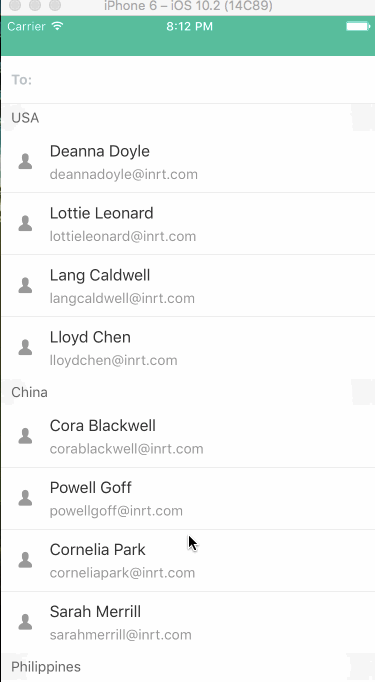 iPhone 6 – iOS 10.2 (14C89)
Carrier 8:12 PM
To:
USA
Deanna Doyle
deannadoyle@inrt.com
Lottie Leonard
lottieleonard@inrt.com
Lang Caldwell
langcaldwell@inrt.com
Lloyd Chen
lloydchen@inrt.com
China
Cora Blackwell
corablackwell@inrt.com
Powell Goff
powellgoff@inrt.com
Cornelia Park
corneliapark@inrt.com
Sarah Merrill
sarahmerrill@inrt.com
Philippines